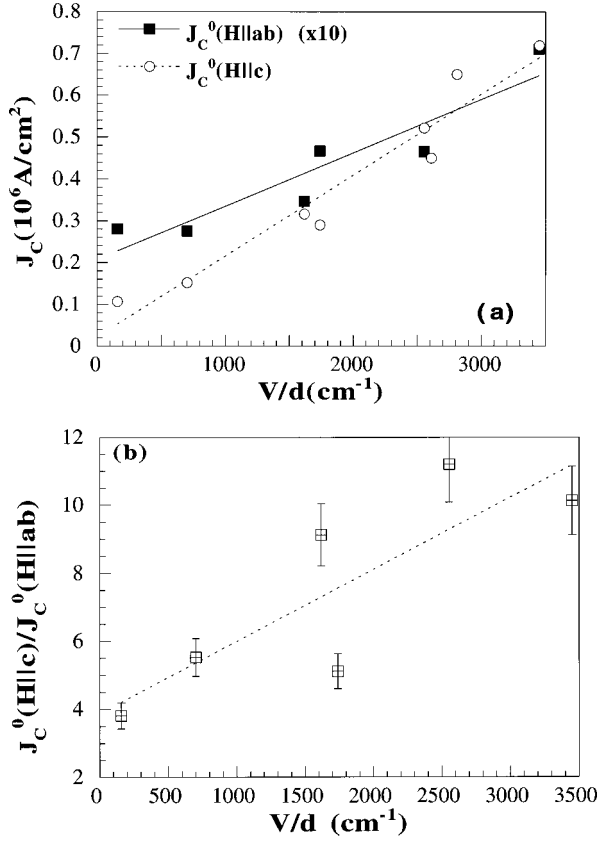 J_C^0(H||ab) (x10)
J_C^0(H||c)
J_C(10^6A/cm^2)
0.8
0.7
0.6
0.5
0.4
0.3
0.2
0.1
0
(a)
0 1000 2000 3000
V/d(cm^-1)
(b)
J_C^0(H||c)/J_C^0(H||ab)
12
10
8
6
4
2
0 500 1000 1500 2000 2500 3000 3500
V/d (cm^-1)